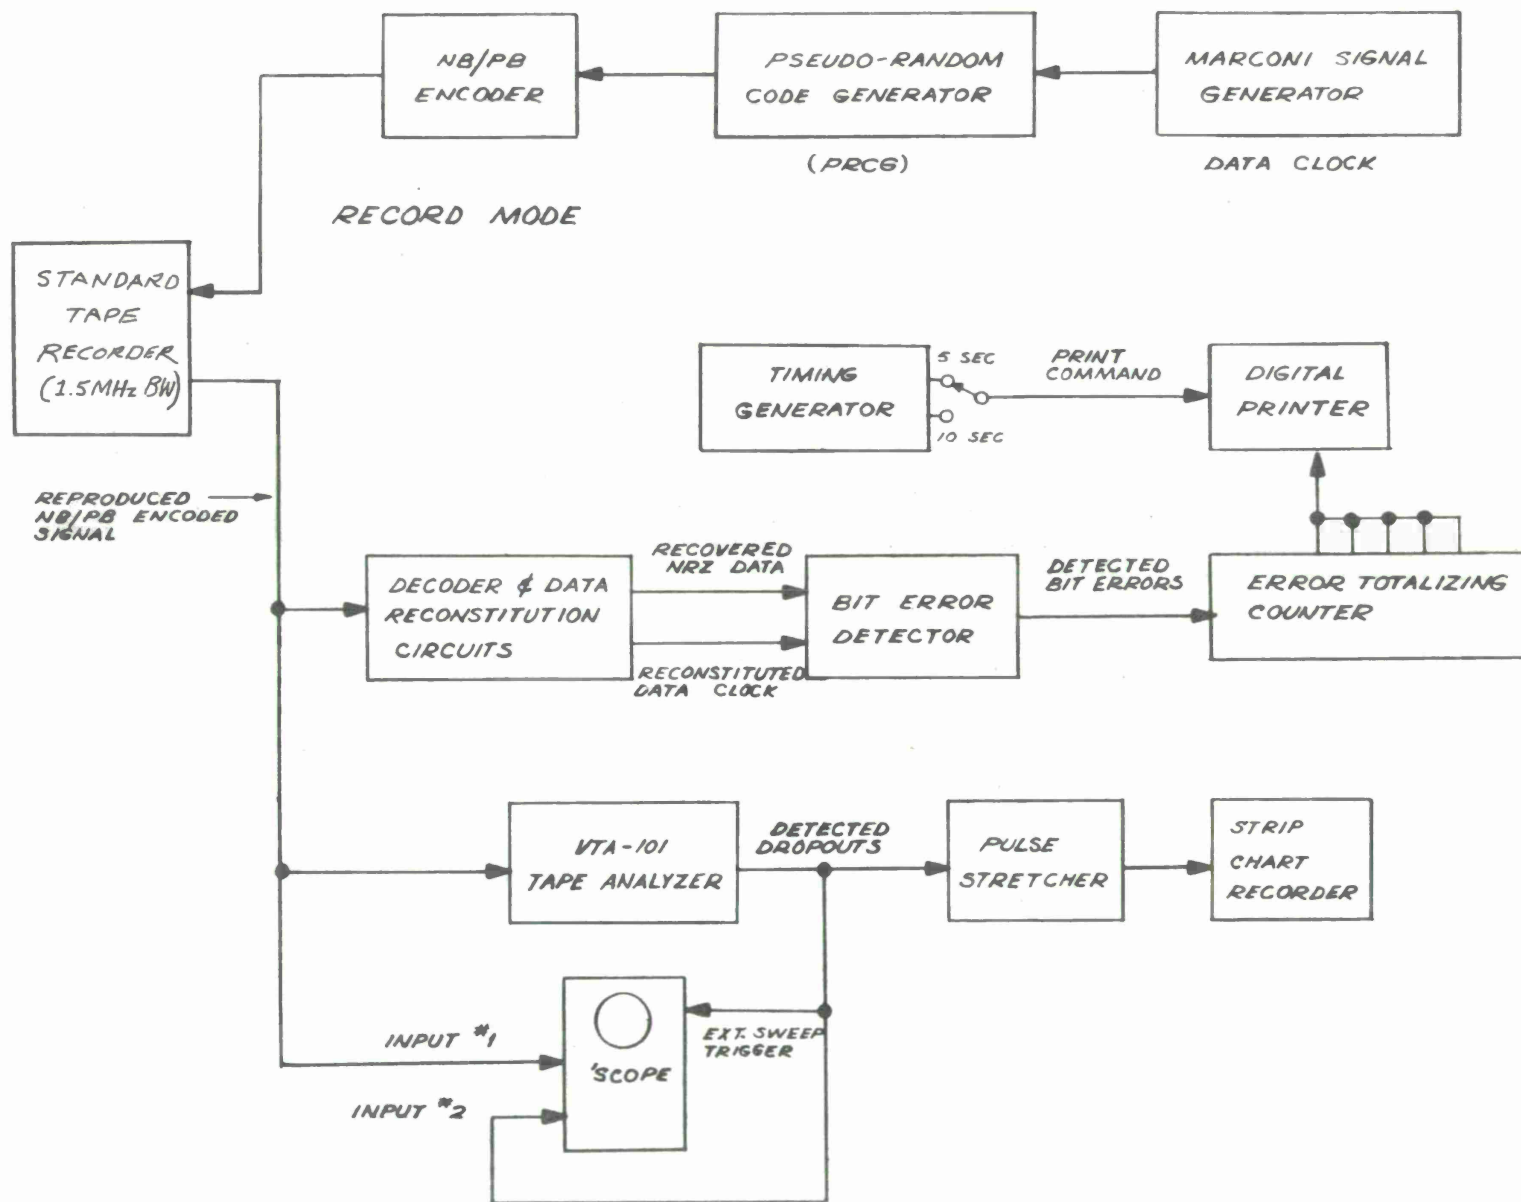 NB/PB
ENCODER
PSEUDO-RANDOM
CODE GENERATOR
(PRCG)
MARCONI SIGNAL
GENERATOR
DATA CLOCK
RECORD MODE
STANDARD
TAPE
RECORDER
(1.5MHz BW)
TIMING
GENERATOR
5 SEC
10 SEC
PRINT
COMMAND
DIGITAL
PRINTER
REPRODUCED
NB/PB ENCODED
SIGNAL
DECODER & DATA
RECONSTITUTION
CIRCUITS
RECOVERED
NRZ DATA
RECONSTITUTED
DATA CLOCK
BIT ERROR
DETECTOR
DETECTED
BIT ERRORS
ERROR TOTALIZING
COUNTER
VTA-101
TAPE ANALYZER
DETECTED
DROPOUTS
PULSE
STRETCHER
STRIP
CHART
RECORDER
INPUT #1
'SCOPE
EXT. SWEEP
TRIGGER
INPUT #2